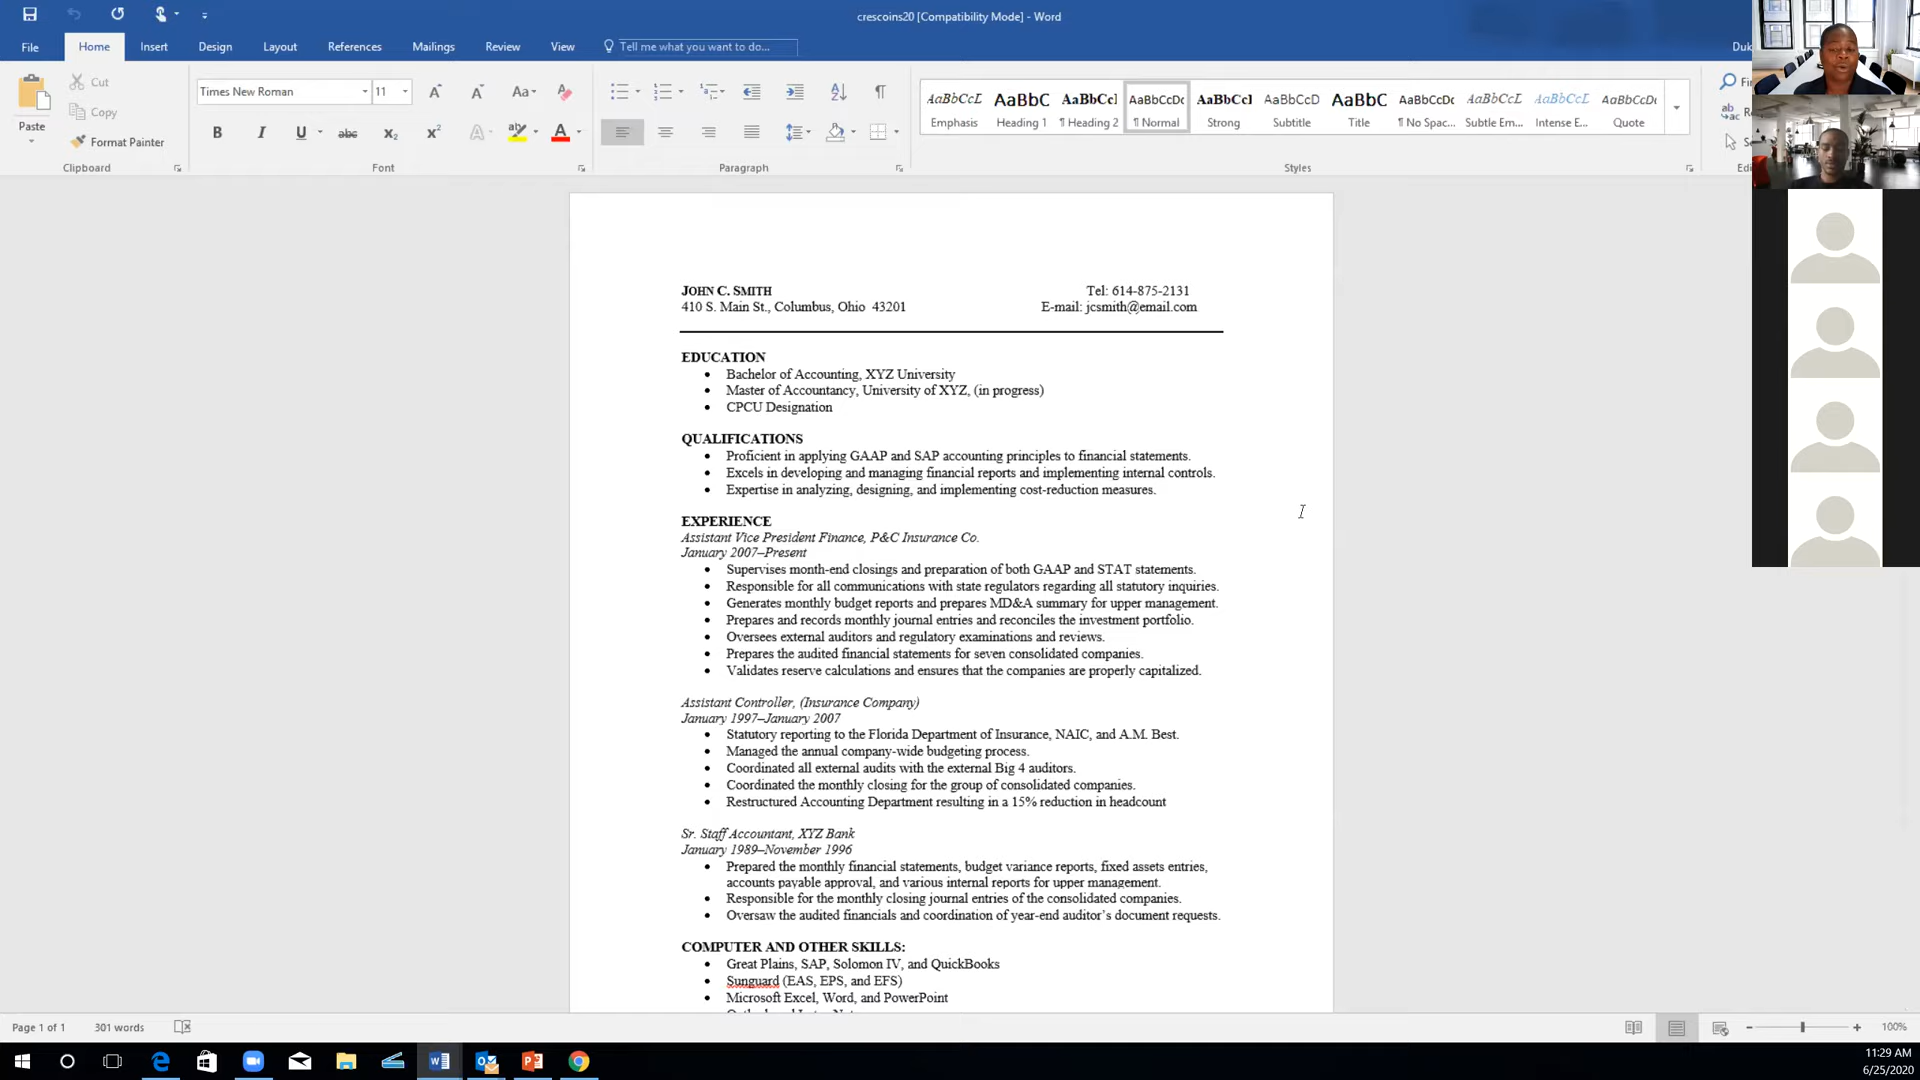 crescoins20 [Compatibility Mode] - Word
File Home Insert Design Layout References Mailings Review View Tell me what you want to do...
Paste
Cut
Copy
Format Painter
Clipboard
Times New Roman 11
Font
Paragraph
AaBbCcL AaBbC AaBbCcI AaBbCcDc AaBbCcI AaBbCcD AaBbC AaBbCcDc AaBbCcL AaBbCcL AaBbCcDt
Emphasis Heading 1 ¶ Heading 2 ¶ Normal Strong Subtitle Title ¶ No Spac... Subtle Em... Intense E... Quote
Styles
JOHN C. SMITH Tel: 614-875-2131
410 S. Main St., Columbus, Ohio 43201 E-mail: jcsmith@email.com
EDUCATION
• Bachelor of Accounting, XYZ University
• Master of Accountancy, University of XYZ, (in progress)
• CPCU Designation
QUALIFICATIONS
• Proficient in applying GAAP and SAP accounting principles to financial statements.
• Excels in developing and managing financial reports and implementing internal controls.
• Expertise in analyzing, designing, and implementing cost-reduction measures.
EXPERIENCE
Assistant Vice President Finance, P&C Insurance Co.
January 2007–Present
• Supervises month-end closings and preparation of both GAAP and STAT statements.
• Responsible for all communications with state regulators regarding all statutory inquiries.
• Generates monthly budget reports and prepares MD&A summary for upper management.
• Prepares and records monthly journal entries and reconciles the investment portfolio.
• Oversees external auditors and regulatory examinations and reviews.
• Prepares the audited financial statements for seven consolidated companies.
• Validates reserve calculations and ensures that the companies are properly capitalized.
Assistant Controller, (Insurance Company)
January 1997–January 2007
• Statutory reporting to the Florida Department of Insurance, NAIC, and A.M. Best.
• Managed the annual company-wide budgeting process.
• Coordinated all external audits with the external Big 4 auditors.
• Coordinated the monthly closing for the group of consolidated companies.
• Restructured Accounting Department resulting in a 15% reduction in headcount
Sr. Staff Accountant, XYZ Bank
January 1989–November 1996
• Prepared the monthly financial statements, budget variance reports, fixed assets entries,
accounts payable approval, and various internal reports for upper management.
• Responsible for the monthly closing journal entries of the consolidated companies.
• Oversaw the audited financials and coordination of year-end auditor’s document requests.
COMPUTER AND OTHER SKILLS:
• Great Plains, SAP, Solomon IV, and QuickBooks
• Sunguard (EAS, EPS, and EFS)
• Microsoft Excel, Word, and PowerPoint
Page 1 of 1 301 words 100%
11:29 AM
6/25/2020